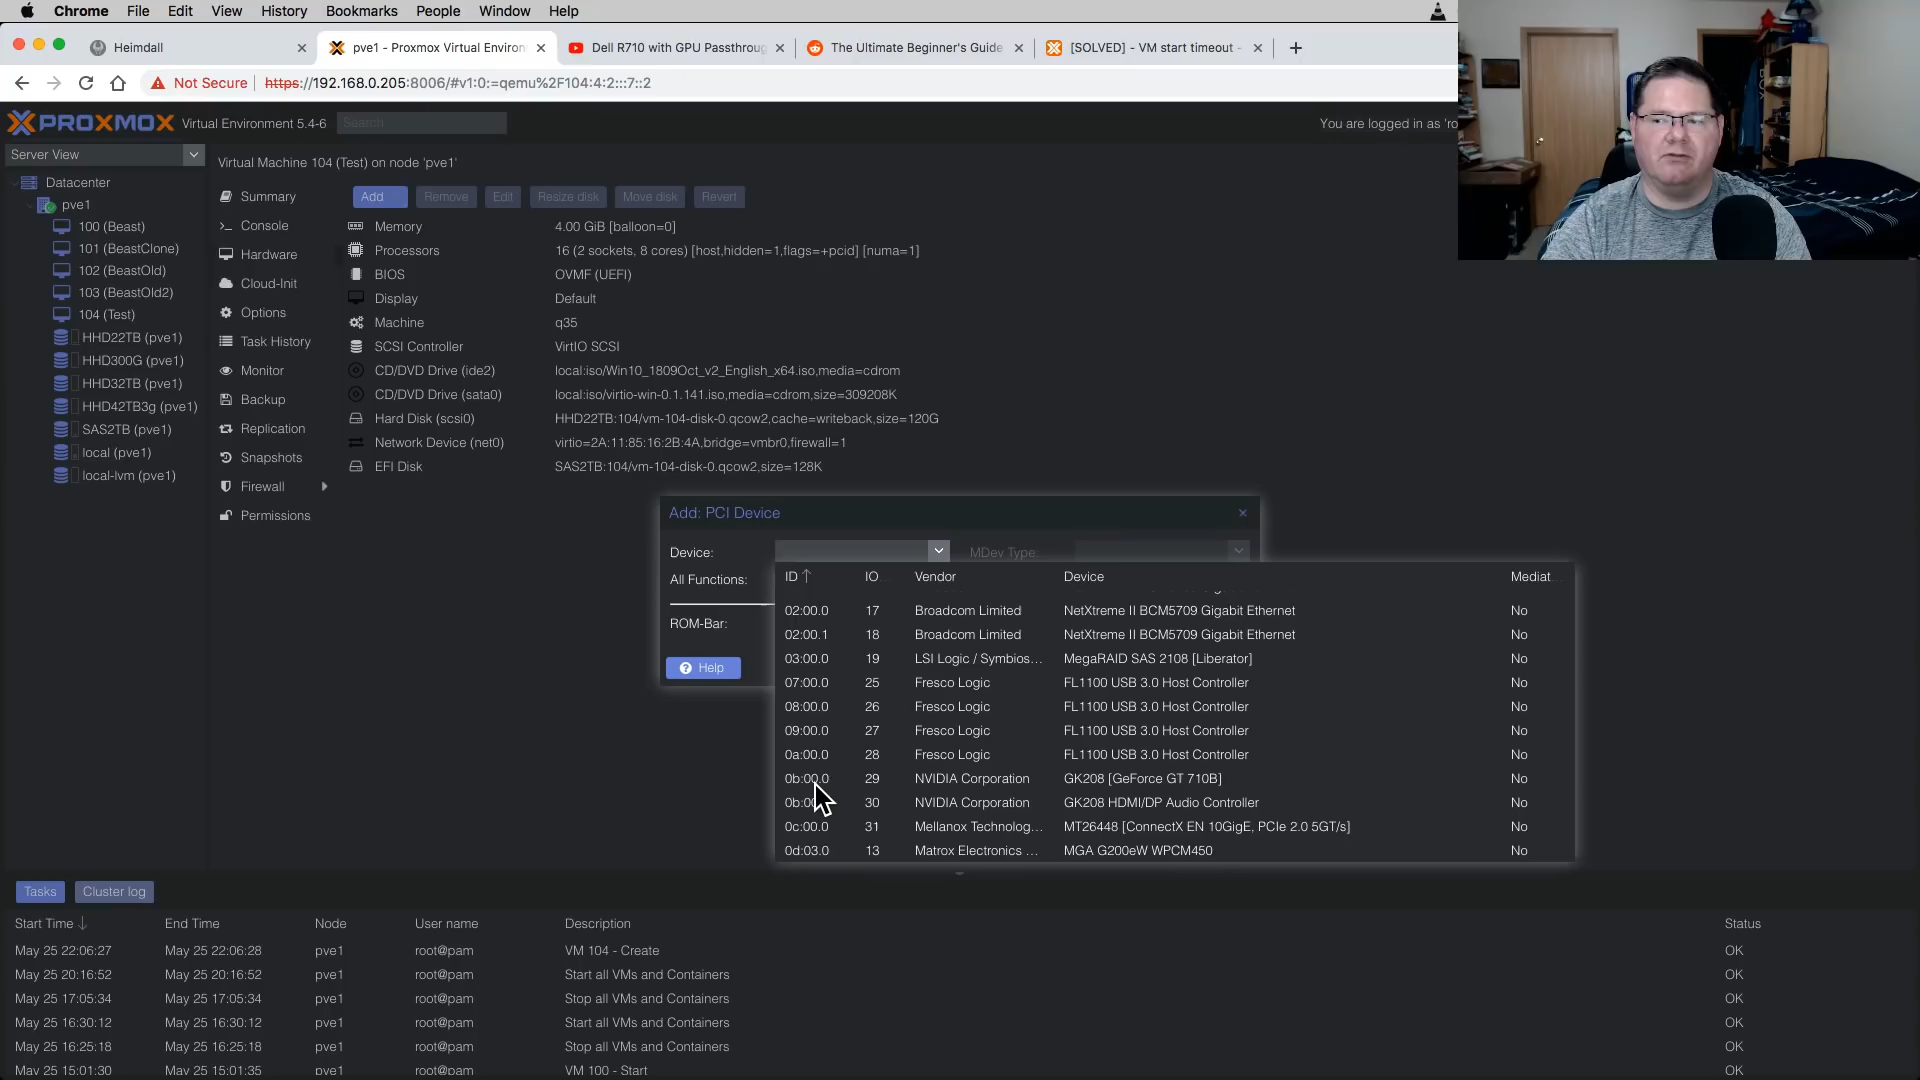 Chrome File Edit View History Bookmarks People Window Help
Heimdall
pve1 - Proxmox Virtual Environ
Dell R710 with GPU Passthroug
The Ultimate Beginner's Guide
[SOLVED] - VM start timeout -
Not Secure https://192.168.0.205:8006/#v1:0:=qemu%2F104:4:2:::7::2
PROXMOX Virtual Environment 5.4-6 Search
You are logged in as 'ro
Server View
Virtual Machine 104 (Test) on node 'pve1'
Datacenter
pve1
100 (Beast)
101 (BeastClone)
102 (BeastOld)
103 (BeastOld2)
104 (Test)
HHD22TB (pve1)
HHD300G (pve1)
HHD32TB (pve1)
HHD42TB3g (pve1)
SAS2TB (pve1)
local (pve1)
local-lvm (pve1)
Summary
Console
Hardware
Cloud-Init
Options
Task History
Monitor
Backup
Replication
Snapshots
Firewall
Permissions
Add Remove Edit Resize disk Move disk Revert
Memory 4.00 GiB [balloon=0]
Processors 16 (2 sockets, 8 cores) [host,hidden=1,flags=+pcid] [numa=1]
BIOS OVMF (UEFI)
Display Default
Machine q35
SCSI Controller VirtIO SCSI
CD/DVD Drive (ide2) local:iso/Win10_1809Oct_v2_English_x64.iso,media=cdrom
CD/DVD Drive (sata0) local:iso/virtio-win-0.1.141.iso,media=cdrom,size=309208K
Hard Disk (scsi0) HHD22TB:104/vm-104-disk-0.qcow2,cache=writeback,size=120G
Network Device (net0) virtio=2A:11:85:16:2B:4A,bridge=vmbr0,firewall=1
EFI Disk SAS2TB:104/vm-104-disk-0.qcow2,size=128K
Add: PCI Device
Device: MDev Type:
All Functions:
ROM-Bar:
Help
ID IO Vendor Device Mediat
02:00.0 17 Broadcom Limited NetXtreme II BCM5709 Gigabit Ethernet No
02:00.1 18 Broadcom Limited NetXtreme II BCM5709 Gigabit Ethernet No
03:00.0 19 LSI Logic / Symbios... MegaRAID SAS 2108 [Liberator] No
07:00.0 25 Fresco Logic FL1100 USB 3.0 Host Controller No
08:00.0 26 Fresco Logic FL1100 USB 3.0 Host Controller No
09:00.0 27 Fresco Logic FL1100 USB 3.0 Host Controller No
0a:00.0 28 Fresco Logic FL1100 USB 3.0 Host Controller No
0b:00.0 29 NVIDIA Corporation GK208 [GeForce GT 710B] No
0b:0 30 NVIDIA Corporation GK208 HDMI/DP Audio Controller No
0c:00.0 31 Mellanox Technolog... MT26448 [ConnectX EN 10GigE, PCIe 2.0 5GT/s] No
0d:03.0 13 Matrox Electronics ... MGA G200eW WPCM450 No
Tasks Cluster log
Start Time End Time Node User name Description Status
May 25 22:06:27 May 25 22:06:28 pve1 root@pam VM 104 - Create OK
May 25 20:16:52 May 25 20:16:52 pve1 root@pam Start all VMs and Containers OK
May 25 17:05:34 May 25 17:05:34 pve1 root@pam Stop all VMs and Containers OK
May 25 16:30:12 May 25 16:30:12 pve1 root@pam Start all VMs and Containers OK
May 25 16:25:18 May 25 16:25:18 pve1 root@pam Stop all VMs and Containers OK
May 25 15:01:30 May 25 15:01:35 pve1 root@pam VM 100 - Start OK